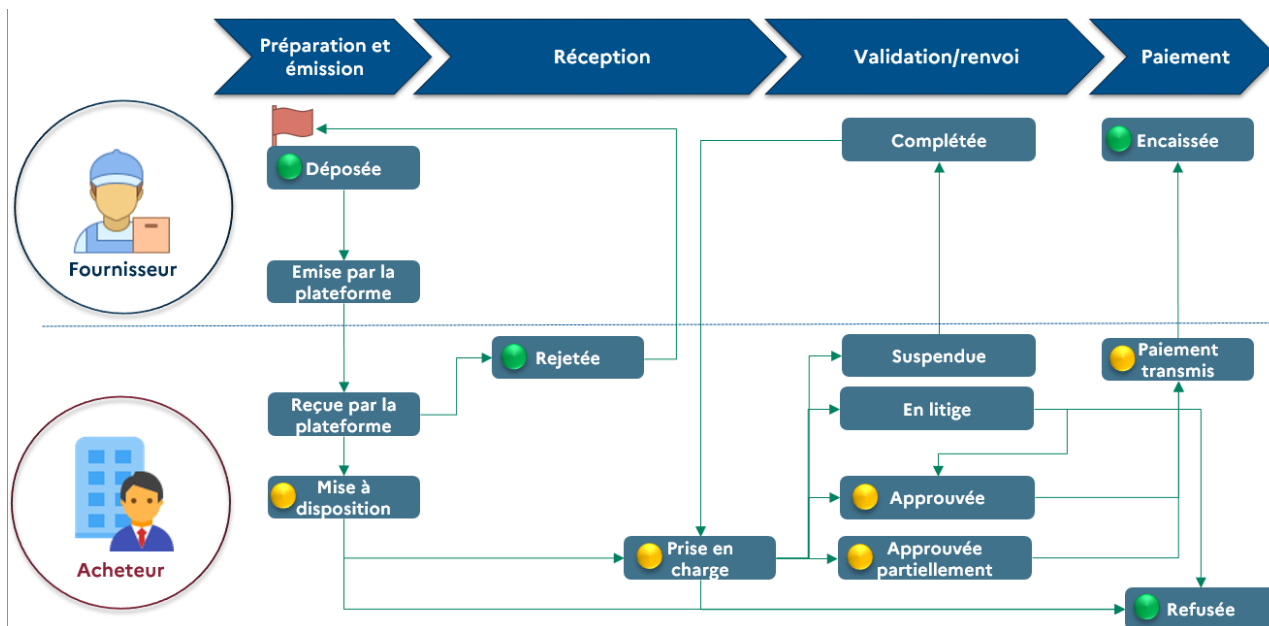 Préparation et
émission
Réception
Validation/renvoi
Paiement
Fournisseur
Déposée
Complétée
Encaissée
Emise par la
plateforme
Rejetée
Suspendue
Paiement
transmis
Reçue par la
plateforme
En litige
Acheteur
Mise à
disposition
Approuvée
Prise en
charge
Approuvée
partiellement
Refusée